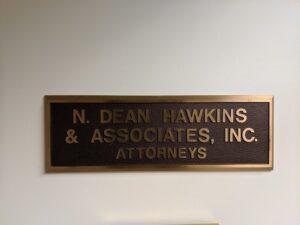 N. DEAN HAWKINS
& ASSOCIATES, INC.
ATTORNEYS